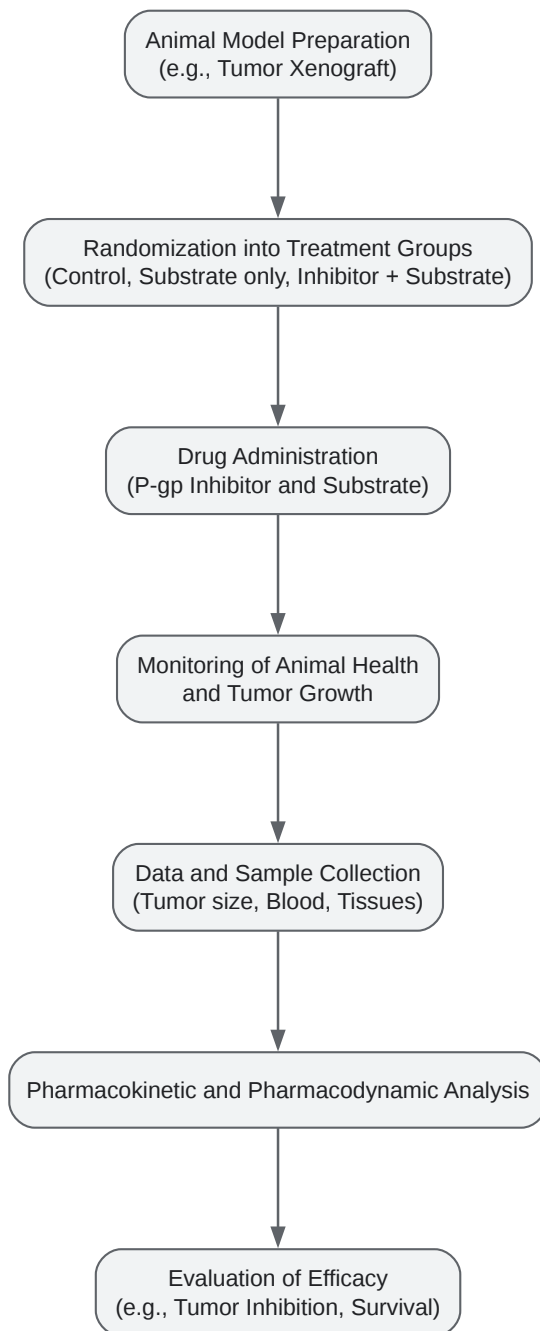 Animal Model Preparation
(e.g., Tumor Xenograft)
Randomization into Treatment Groups
(Control, Substrate only, Inhibitor + Substrate)
Drug Administration
(P-gp Inhibitor and Substrate)
Monitoring of Animal Health
and Tumor Growth
Data and Sample Collection
(Tumor size, Blood, Tissues)
Pharmacokinetic and Pharmacodynamic Analysis
Evaluation of Efficacy
(e.g., Tumor Inhibition, Survival)